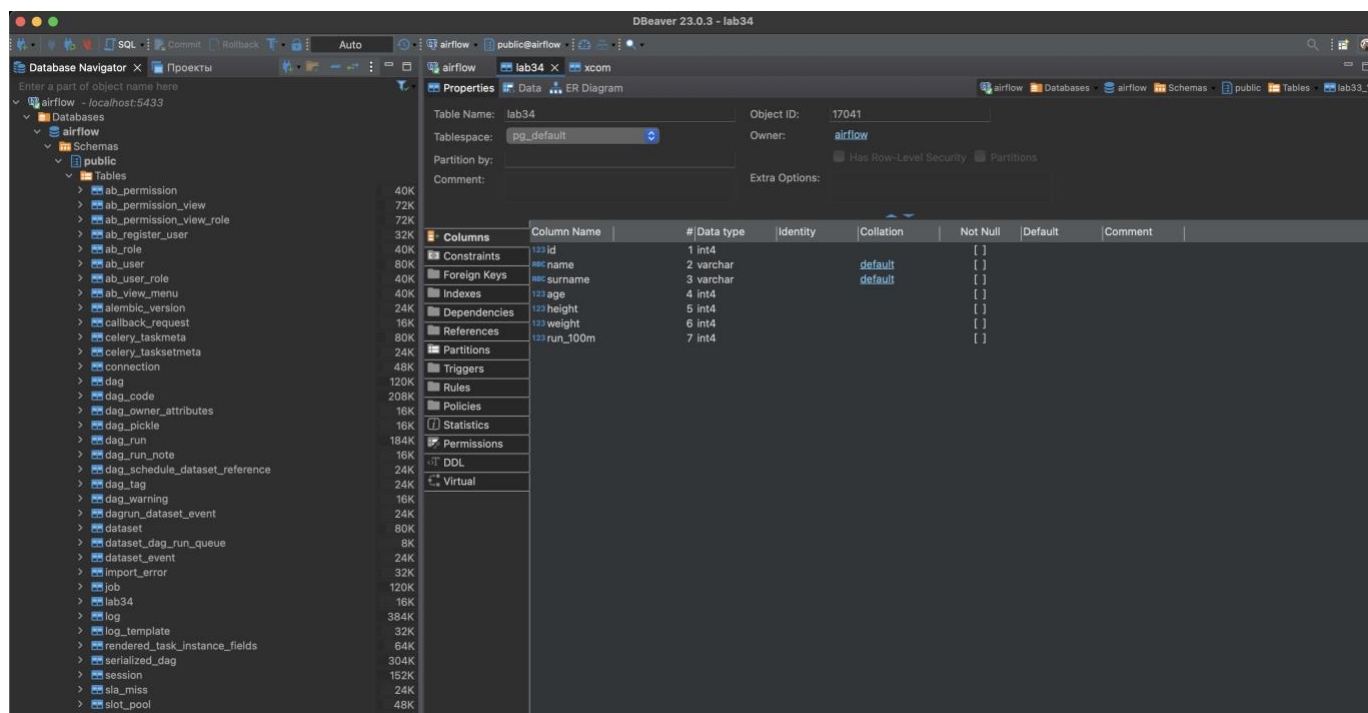 DBeaver 23.0.3 - lab34
SQL Commit Rollback Auto airflow public@airflow
Database Navigator Проекты
airflow lab34 xcom
Enter a part of object name here
Properties Data ER Diagram
airflow Databases airflow Schemas public Tables
airflow - localhost:5433
Databases
airflow
Schemas
public
Tables
ab_permission 40K
ab_permission_view 72K
ab_permission_view_role 72K
ab_register_user 32K
ab_role 40K
ab_user 80K
ab_user_role 40K
ab_view_menu 40K
alembic_version 24K
callback_request 16K
celery_taskmeta 80K
celery_tasksetmeta 24K
connection 48K
dag 120K
dag_code 208K
dag_owner_attributes 16K
dag_pickle 16K
dag_run 184K
dag_run_note 16K
dag_schedule_dataset_reference 24K
dag_tag 24K
dag_warning 16K
dagrun_dataset_event 24K
dataset 80K
dataset_dag_run_queue 8K
dataset_event 24K
import_error 32K
job 120K
lab34 16K
log 384K
log_template 32K
rendered_task_instance_fields 64K
serialized_dag 304K
session 152K
sla_miss 24K
slot_pool 48K
Table Name: lab34 Object ID: 17041
Tablespace: pg_default Owner: airflow
Partition by: Has Row-Level Security Partitions
Comment: Extra Options:
Columns
Constraints
Foreign Keys
Indexes
Dependencies
References
Partitions
Triggers
Rules
Policies
Statistics
Permissions
DDL
Virtual
Column Name # Data type Identity Collation Not Null Default Comment
123 id 1 int4 [ ]
ABC name 2 varchar default [ ]
ABC surname 3 varchar default [ ]
123 age 4 int4 [ ]
123 height 5 int4 [ ]
123 weight 6 int4 [ ]
123 run_100m 7 int4 [ ]